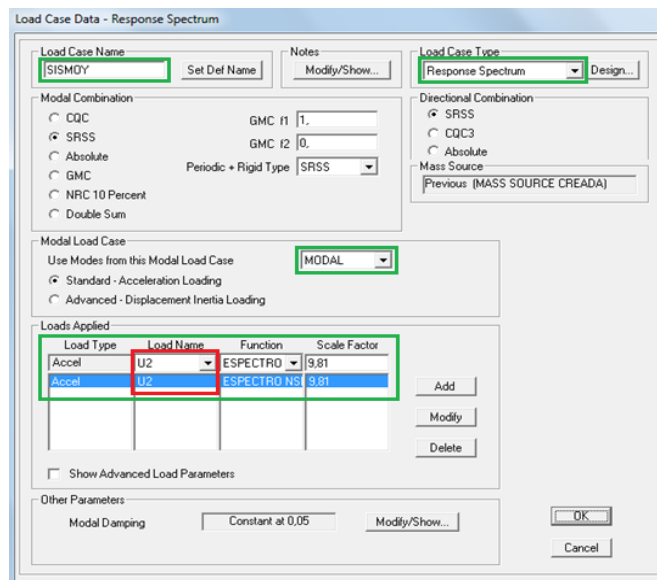 Load Case Data - Response Spectrum
Load Case Name
SISMOY
Set Def Name
Notes
Modify/Show...
Load Case Type
Response Spectrum
Design...
Modal Combination
CQC
SRSS
Absolute
GMC
NRC 10 Percent
Double Sum
GMC f1 1,
GMC f2 0,
Periodic + Rigid Type SRSS
Directional Combination
SRSS
CQC3
Absolute
Mass Source
Previous (MASS SOURCE CREADA)
Modal Load Case
Use Modes from this Modal Load Case MODAL
Standard - Acceleration Loading
Advanced - Displacement Inertia Loading
Loads Applied
Load Type Load Name Function Scale Factor
Accel U2 ESPECTRO 9,81
Accel U2 ESPECTRO NS 9,81
Add
Modify
Delete
Show Advanced Load Parameters
Other Parameters
Modal Damping Constant at 0,05 Modify/Show...
OK
Cancel